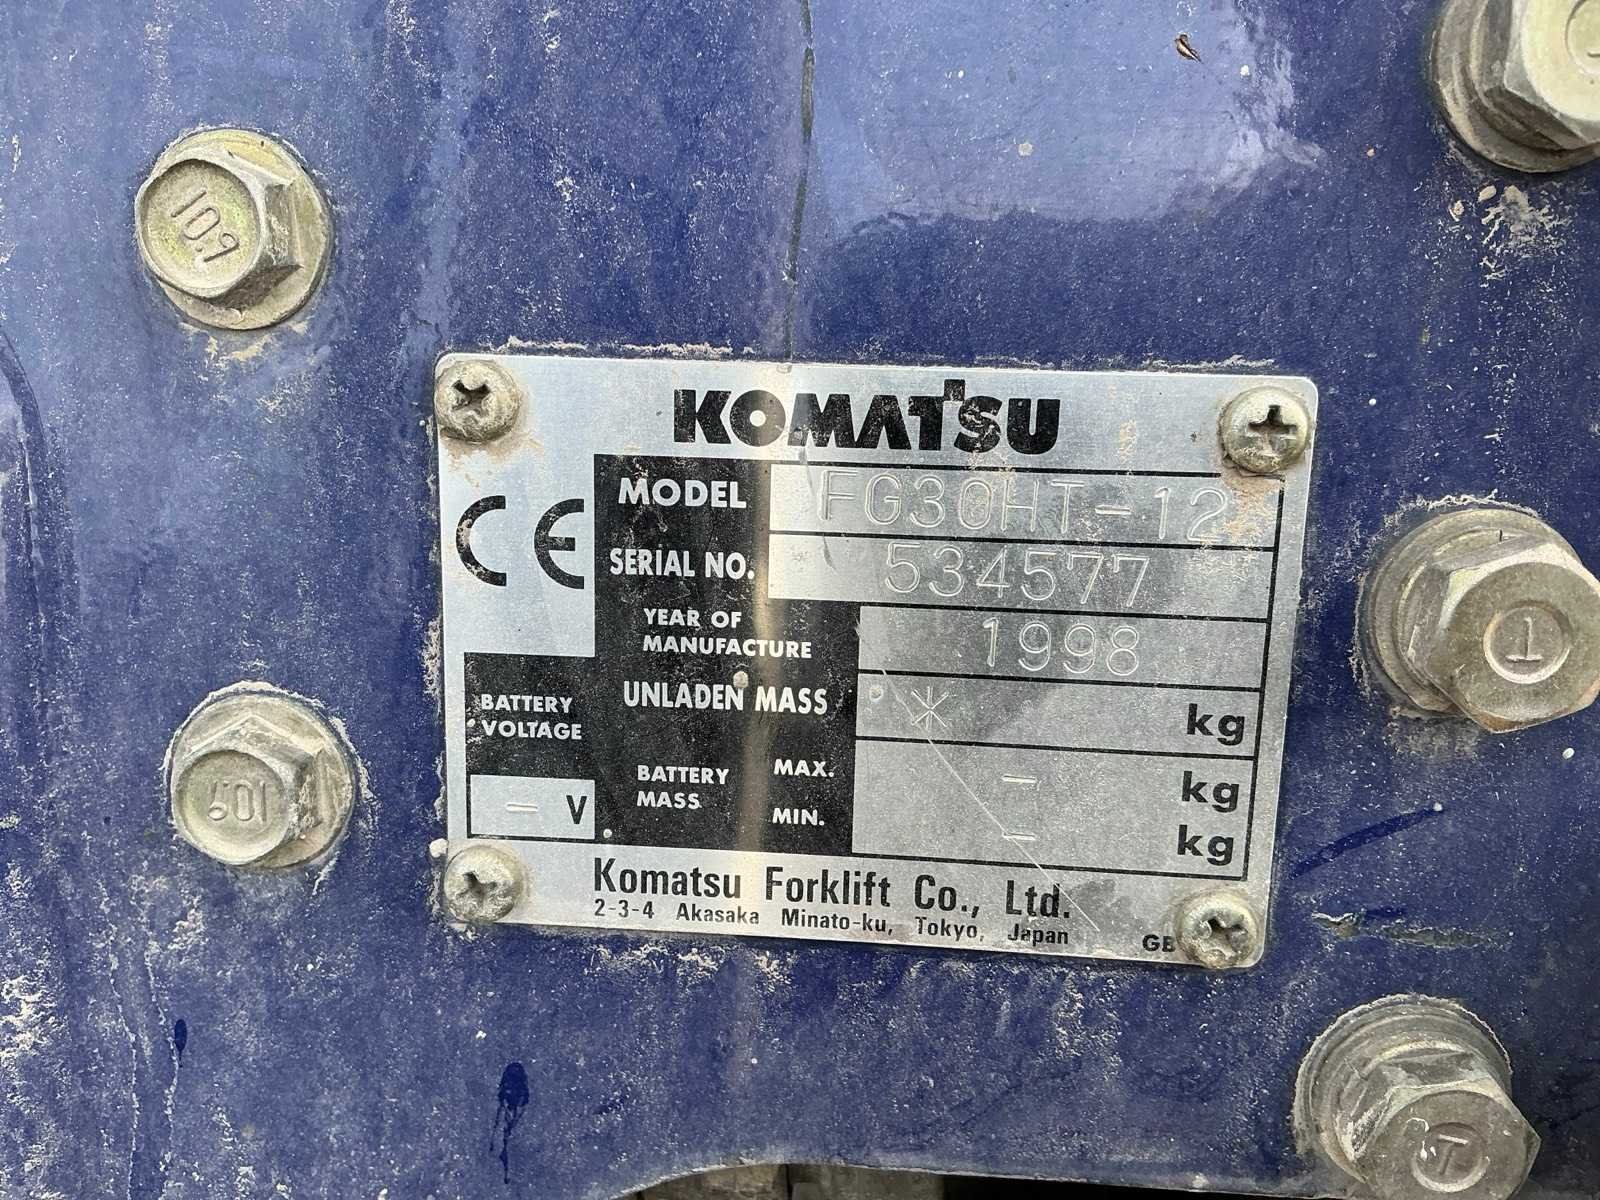 10.9
KOMATSU
CE
MODEL FG30HT-12
SERIAL NO. 534577
YEAR OF
MANUFACTURE 1998
UNLADEN MASS * kg
BATTERY
VOLTAGE
- V
BATTERY
MASS
MAX. - kg
MIN. - kg
Komatsu Forklift Co., Ltd.
2-3-4 Akasaka Minato-ku, Tokyo, Japan
GB
10.9
T
T